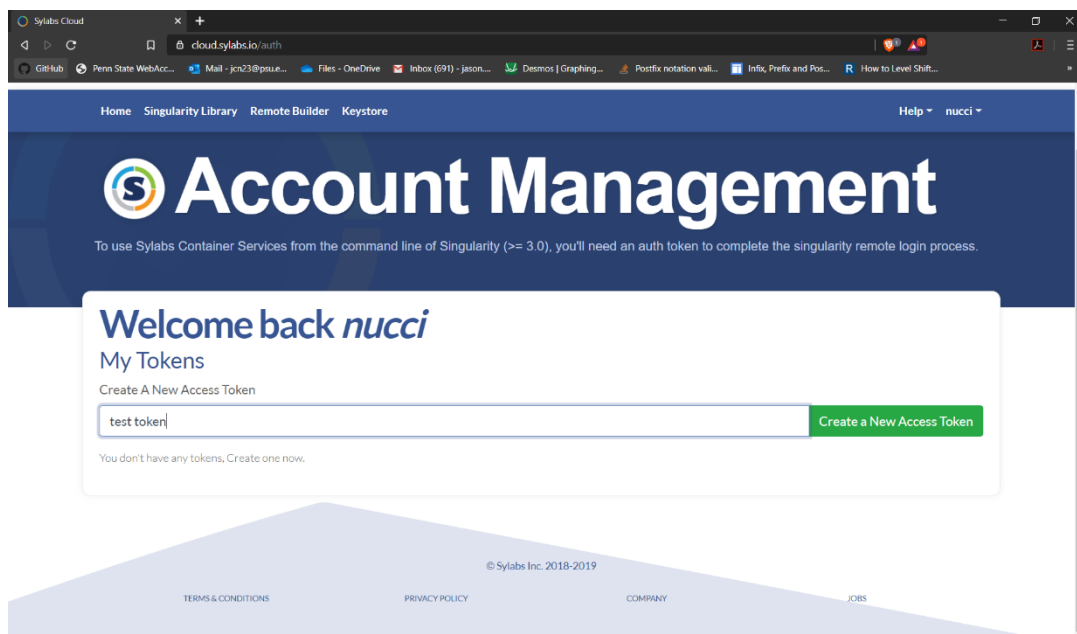 Sylabs Cloud
cloud.sylabs.io/auth
GitHub Penn State WebAcc... Mail - jcn23@psu.e... Files - OneDrive Inbox (691) - jason.... Desmos | Graphing... Postfix notation vali... Infix, Prefix and Pos... How to Level Shift...
Home Singularity Library Remote Builder Keystore Help nucci
S Account Management
To use Sylabs Container Services from the command line of Singularity (>= 3.0), you'll need an auth token to complete the singularity remote login process.
Welcome back nucci
My Tokens
Create A New Access Token
test token Create a New Access Token
You don't have any tokens, Create one now.
© Sylabs Inc. 2018-2019
TERMS & CONDITIONS PRIVACY POLICY COMPANY JOBS